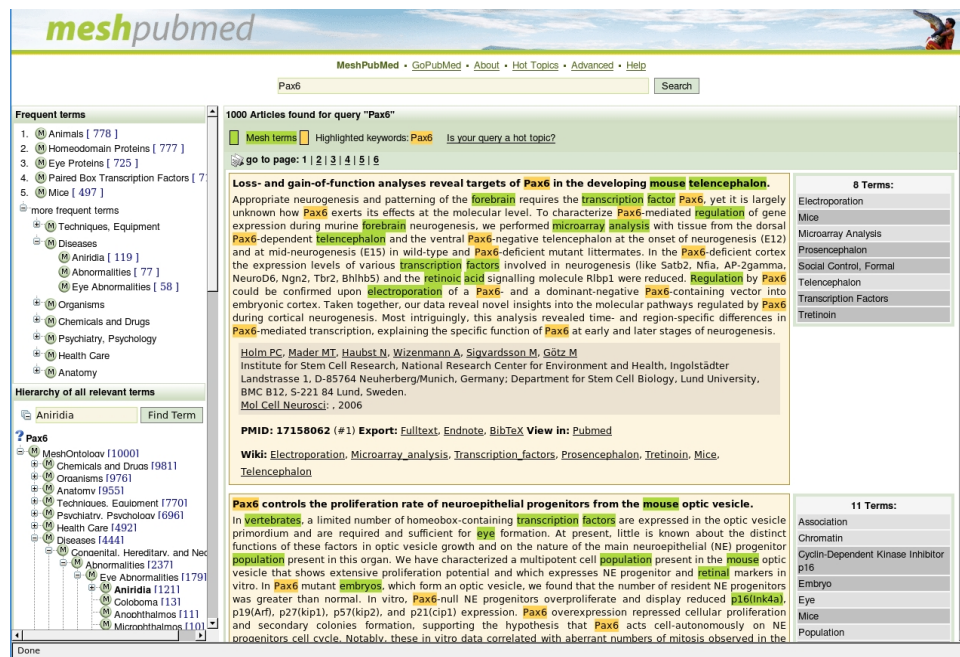 meshpubmed
MeshPubMed • GoPubMed • About • Hot Topics • Advanced • Help
Pax6 Search
Frequent terms
1. M Animals [ 778 ]
2. M Homeodomain Proteins [ 777 ]
3. M Eye Proteins [ 725 ]
4. M Paired Box Transcription Factors [ 7
5. M Mice [ 497 ]
more frequent terms
M Techniques, Equipment
M Diseases
M Aniridia [ 119 ]
M Abnormalities [ 77 ]
M Eye Abnormalities [ 58 ]
M Organisms
M Chemicals and Drugs
M Psychiatry, Psychology
M Health Care
M Anatomy
Hierarchy of all relevant terms
Aniridia Find Term
? Pax6
M MeshOntology [1000]
M Chemicals and Drugs [981]
M Organisms [976]
M Anatomy [955]
M Techniques, Equipment [770]
M Psychiatry, Psychology [696]
M Health Care [492]
M Diseases [444]
M Congenital, Hereditary, and Neo
M Abnormalities [237]
M Eye Abnormalities [179]
M Aniridia [121]
M Coloboma [13]
M Anophthalmos [11]
M Microphthalmos [10]
1000 Articles found for query "Pax6"
Mesh terms Highlighted keywords: Pax6 Is your query a hot topic?
go to page: 1 | 2 | 3 | 4 | 5 | 6
Loss- and gain-of-function analyses reveal targets of Pax6 in the developing mouse telencephalon.
Appropriate neurogenesis and patterning of the forebrain requires the transcription factor Pax6, yet it is largely
unknown how Pax6 exerts its effects at the molecular level. To characterize Pax6-mediated regulation of gene
expression during murine forebrain neurogenesis, we performed microarray analysis with tissue from the dorsal
Pax6-dependent telencephalon and the ventral Pax6-negative telencephalon at the onset of neurogenesis (E12)
and at mid-neurogenesis (E15) in wild-type and Pax6-deficient mutant littermates. In the Pax6-deficient cortex
the expression levels of various transcription factors involved in neurogenesis (like Satb2, Nfia, AP-2gamma,
NeuroD6, Ngn2, Tbr2, Bhlhb5) and the retinoic acid signalling molecule Rlbp1 were reduced. Regulation by Pax6
could be confirmed upon electroporation of a Pax6- and a dominant-negative Pax6-containing vector into
embryonic cortex. Taken together, our data reveal novel insights into the molecular pathways regulated by Pax6
during cortical neurogenesis. Most intriguingly, this analysis revealed time- and region-specific differences in
Pax6-mediated transcription, explaining the specific function of Pax6 at early and later stages of neurogenesis.
Holm PC, Mader MT, Haubst N, Wizenmann A, Sigvardsson M, Götz M
Institute for Stem Cell Research, National Research Center for Environment and Health, Ingolstädter
Landstrasse 1, D-85764 Neuherberg/Munich, Germany; Department for Stem Cell Biology, Lund University,
BMC B12, S-221 84 Lund, Sweden.
Mol Cell Neurosci: , 2006
PMID: 17158062 (#1) Export: Fulltext, Endnote, BibTeX View in: Pubmed
Wiki: Electroporation, Microarray_analysis, Transcription_factors, Prosencephalon, Tretinoin, Mice,
Telencephalon
8 Terms:
Electroporation
Mice
Microarray Analysis
Prosencephalon
Social Control, Formal
Telencephalon
Transcription Factors
Tretinoin
Pax6 controls the proliferation rate of neuroepithelial progenitors from the mouse optic vesicle.
In vertebrates, a limited number of homeobox-containing transcription factors are expressed in the optic vesicle
primordium and are required and sufficient for eye formation. At present, little is known about the distinct
functions of these factors in optic vesicle growth and on the nature of the main neuroepithelial (NE) progenitor
population present in this organ. We have characterized a multipotent cell population present in the mouse optic
vesicle that shows extensive proliferation potential and which expresses NE progenitor and retinal markers in
vitro. In Pax6 mutant embryos, which form an optic vesicle, we found that the number of resident NE progenitors
was greater than normal. In vitro, Pax6-null NE progenitors overproliferate and display reduced p16(Ink4a),
p19(Arf), p27(kip1), p57(kip2), and p21(cip1) expression. Pax6 overexpression repressed cellular proliferation
and secondary colonies formation, supporting the hypothesis that Pax6 acts cell-autonomously on NE
progenitors cell cycle. Notably, these in vitro data correlated with aberrant numbers of mitosis observed in the
11 Terms:
Association
Chromatin
Cyclin-Dependent Kinase Inhibitor
p16
Embryo
Eye
Mice
Population
Done